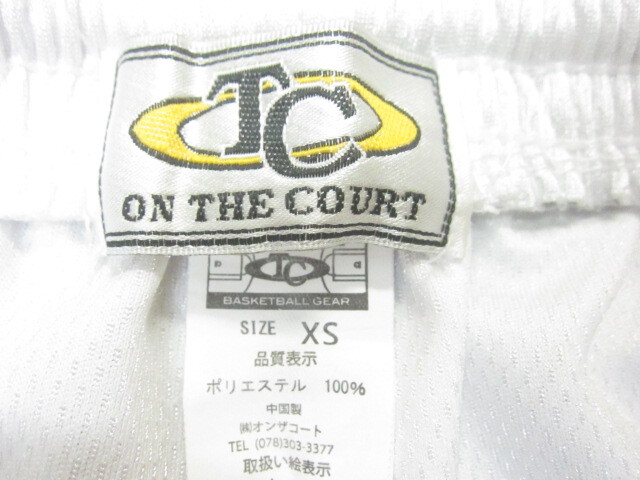 TC
ON THE COURT
TC
BASKETBALL GEAR
SIZE XS
品質表示
ポリエステル 100%
中国製
㈱オンザコート
TEL (078)303-3377
取扱い絵表示